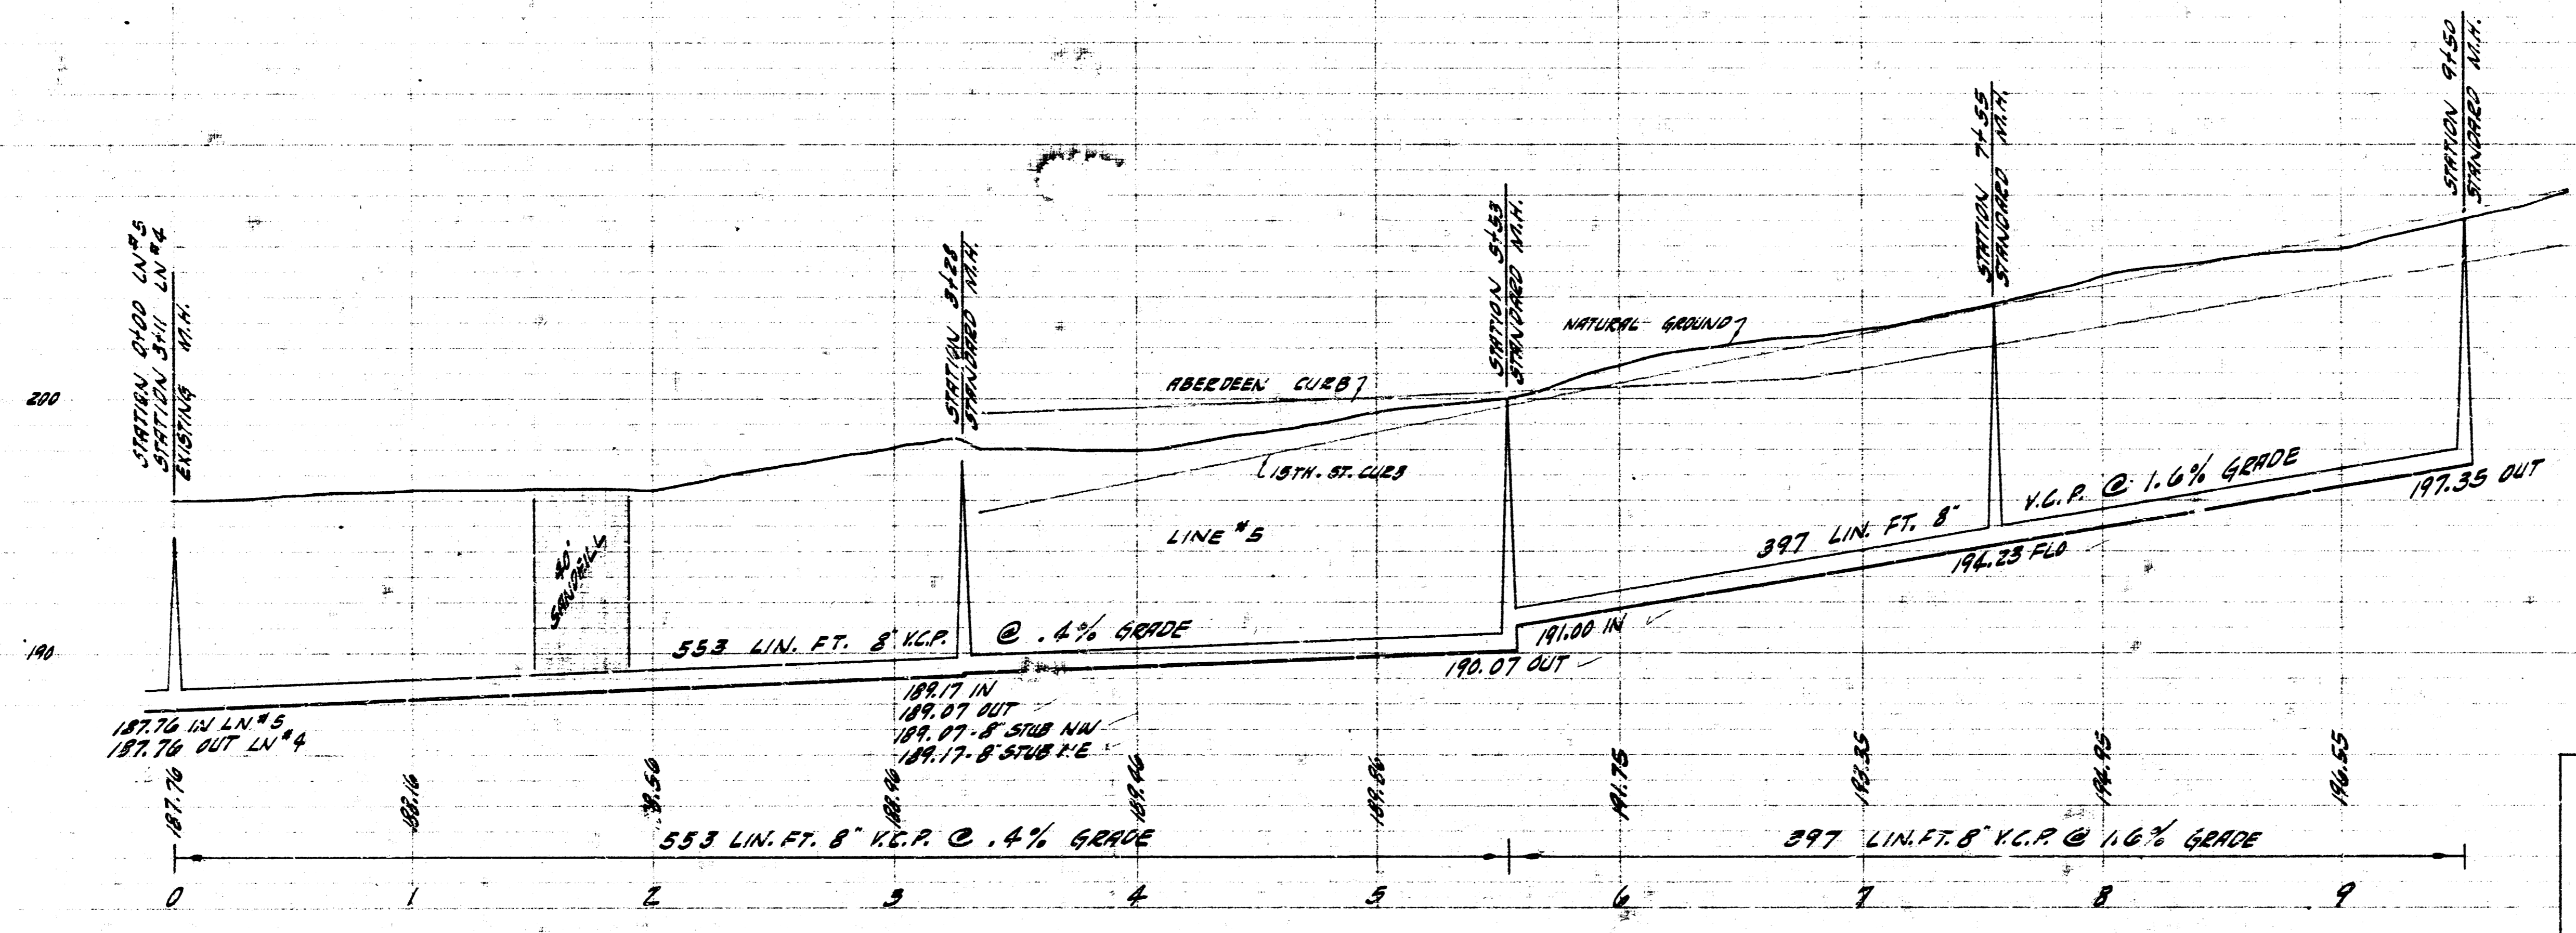 STATION 0+00 LN#5
STATION 3+11 LN#4
EXISTING M.H.
STATION 3+28
STANDARD M.H.
STATION 5+53
STANDARD M.H.
STATION 7+55
STANDARD M.H.
STATION 9+50
STANDARD M.H.
NATURAL GROUND
ABERDEEN CURB
200
15TH. ST. CURB
LINE #5
40'
SANDFILL
397 LIN. FT. 8" V.C.P. @ 1.6% GRADE
197.35 OUT
194.23 FLO
553 LIN. FT. 8" V.C.P. @ .4% GRADE
191.00 IN
190
190.07 OUT
189.17 IN
189.07 OUT
189.07-8" STUB NW
189.17-8" STUB NE
187.76 IN LN#5
187.76 OUT LN#4
187.76
188.16
188.56
188.96
189.46
189.86
191.75
193.35
194.95
196.55
553 LIN. FT. 8" V.C.P. @ .4% GRADE
397 LIN. FT. 8" V.C.P. @ 1.6% GRADE
0 1 2 3 4 5 6 7 8 9